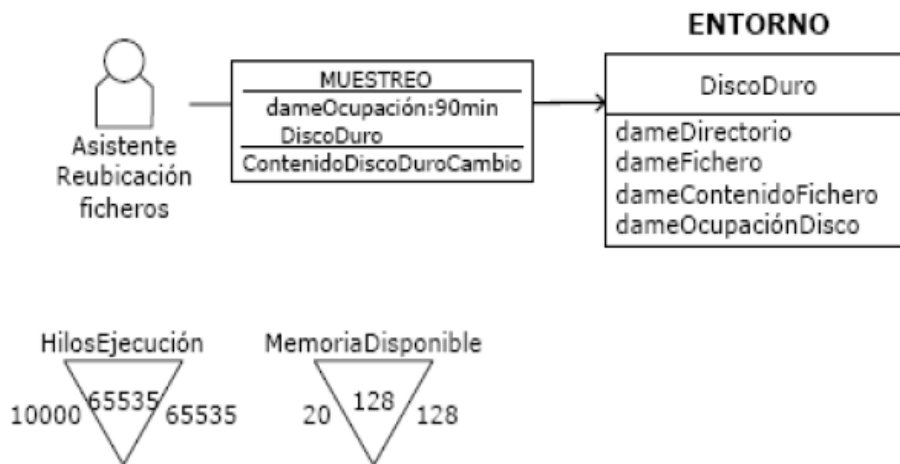 ENTORNO
MUESTREO
dameOcupación:90min
DiscoDuro
ContenidoDiscoDuroCambio
DiscoDuro
dameDirectorio
dameFichero
dameContenidoFichero
dameOcupaciónDisco
Asistente
Reubicación
ficheros
HilosEjecución
10000 65535 65535
MemoriaDisponible
20 128 128